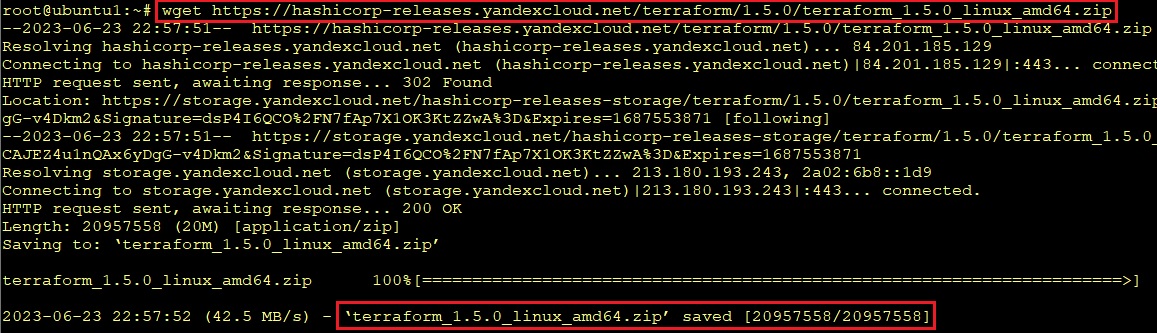 root@ubuntu1:~# wget https://hashicorp-releases.yandexcloud.net/terraform/1.5.0/terraform_1.5.0_linux_amd64.zip
--2023-06-23 22:57:51--  https://hashicorp-releases.yandexcloud.net/terraform/1.5.0/terraform_1.5.0_linux_amd64.zip
Resolving hashicorp-releases.yandexcloud.net (hashicorp-releases.yandexcloud.net)... 84.201.185.129
Connecting to hashicorp-releases.yandexcloud.net (hashicorp-releases.yandexcloud.net)|84.201.185.129|:443... connect
HTTP request sent, awaiting response... 302 Found
Location: https://storage.yandexcloud.net/hashicorp-releases-storage/terraform/1.5.0/terraform_1.5.0_linux_amd64.zip
gG-v4Dkm2&Signature=dsP4I6QCO%2FN7fAp7X1OK3KtZZwA%3D&Expires=1687553871 [following]
--2023-06-23 22:57:51--  https://storage.yandexcloud.net/hashicorp-releases-storage/terraform/1.5.0/terraform_1.5.0_
CAJEZ4u1nQAx6yDgG-v4Dkm2&Signature=dsP4I6QCO%2FN7fAp7X1OK3KtZZwA%3D&Expires=1687553871
Resolving storage.yandexcloud.net (storage.yandexcloud.net)... 213.180.193.243, 2a02:6b8::1d9
Connecting to storage.yandexcloud.net (storage.yandexcloud.net)|213.180.193.243|:443... connected.
HTTP request sent, awaiting response... 200 OK
Length: 20957558 (20M) [application/zip]
Saving to: ‘terraform_1.5.0_linux_amd64.zip’
terraform_1.5.0_linux_amd64.zip      100%[======================================================================>]
2023-06-23 22:57:52 (42.5 MB/s) - ‘terraform_1.5.0_linux_amd64.zip’ saved [20957558/20957558]